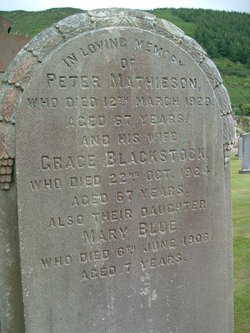 IN LOVING MEMORY
OF
PETER MATHIESON,
WHO DIED 12TH MARCH 1920,
AGED 67 YEARS.
AND HIS WIFE
GRACE BLACKSTOCK,
WHO DIED 22ND OCT. 1924,
AGED 67 YEARS.
ALSO THEIR DAUGHTER
MARY BLUE
WHO DIED 6TH JUNE 1906
AGED 7 YEARS.